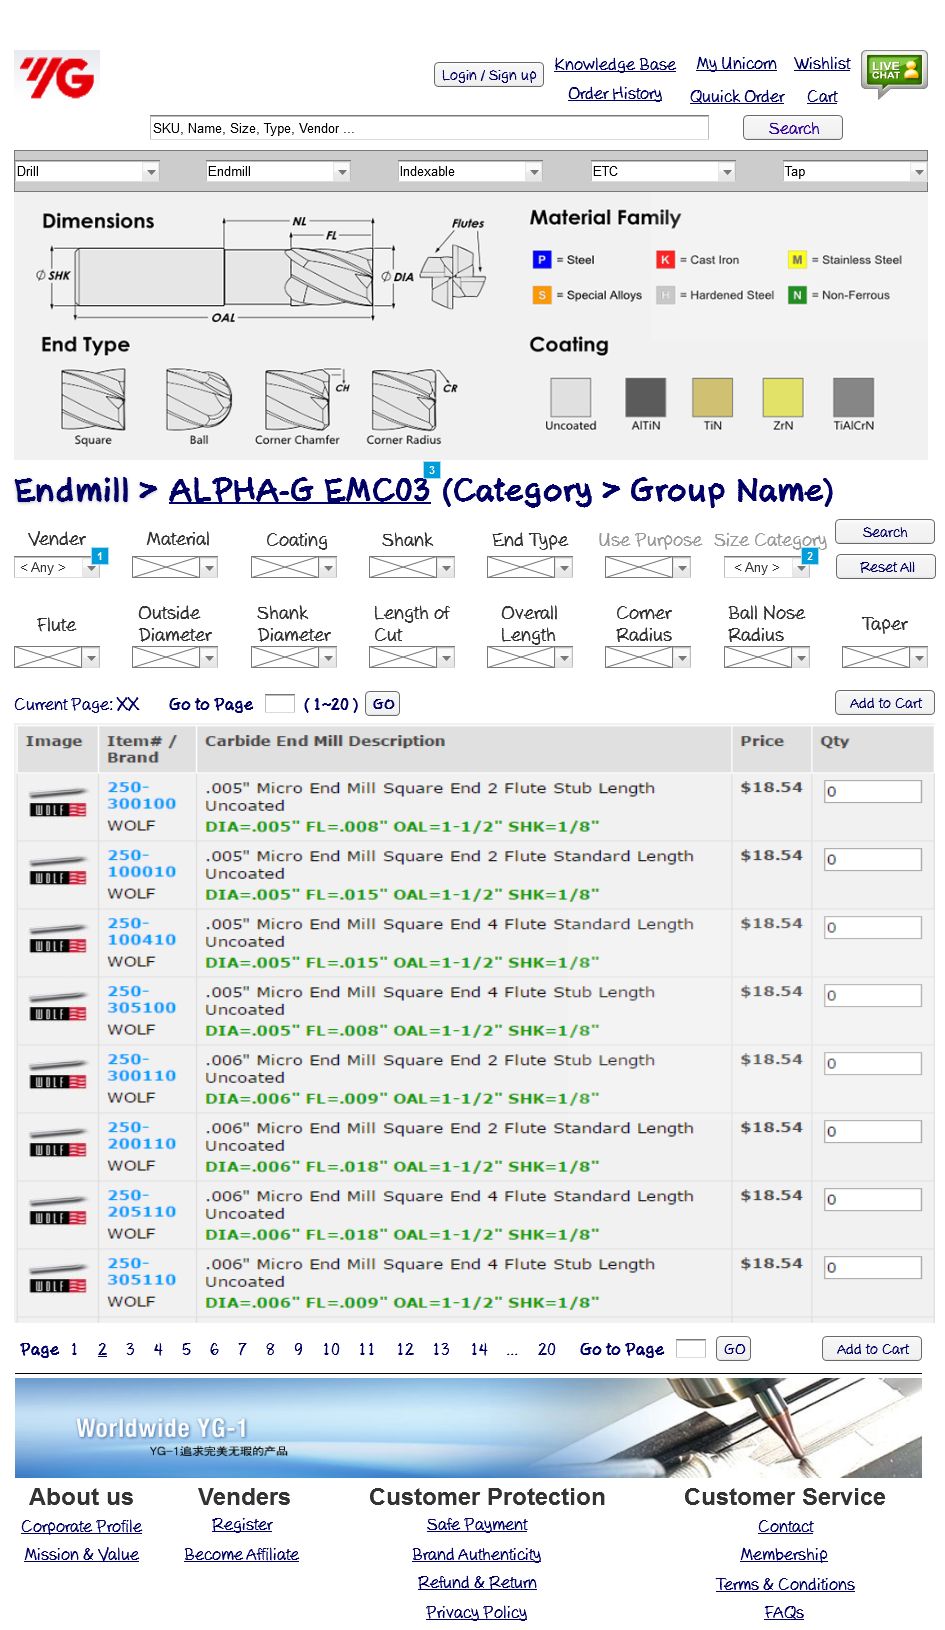 YG
Login / Sign up
Knowledge Base
My Unicorn
Wishlist
LIVE CHAT
Order History
Quuick Order
Cart
SKU, Name, Size, Type, Vendor ...
Search
Drill
Endmill
Indexable
ETC
Tap
Dimensions
NL
FL
Flutes
Ø SHK
Ø DIA
OAL
Material Family
P = Steel
K = Cast Iron
M = Stainless Steel
S = Special Alloys
H = Hardened Steel
N = Non-Ferrous
End Type
CH
CR
Square
Ball
Corner Chamfer
Corner Radius
Coating
Uncoated
AlTiN
TiN
ZrN
TiAlCrN
3
Endmill > ALPHA-G EMC03 (Category > Group Name)
Vender
Material
Coating
Shank
End Type
Use Purpose
Size Category
Search
1
2
< Any >
< Any >
Reset All
Flute
Outside Diameter
Shank Diameter
Length of Cut
Overall Length
Corner Radius
Ball Nose Radius
Taper
Current Page: XX
Go to Page
( 1~20 )
GO
Add to Cart
Image
Item# / Brand
Carbide End Mill Description
Price
Qty
WOLF
250-300100
WOLF
.005" Micro End Mill Square End 2 Flute Stub Length
Uncoated
DIA=.005" FL=.008" OAL=1-1/2" SHK=1/8"
$18.54
0
WOLF
250-100010
WOLF
.005" Micro End Mill Square End 2 Flute Standard Length
Uncoated
DIA=.005" FL=.015" OAL=1-1/2" SHK=1/8"
$18.54
0
WOLF
250-100410
WOLF
.005" Micro End Mill Square End 4 Flute Standard Length
Uncoated
DIA=.005" FL=.015" OAL=1-1/2" SHK=1/8"
$18.54
0
WOLF
250-305100
WOLF
.005" Micro End Mill Square End 4 Flute Stub Length
Uncoated
DIA=.005" FL=.008" OAL=1-1/2" SHK=1/8"
$18.54
0
WOLF
250-300110
WOLF
.006" Micro End Mill Square End 2 Flute Stub Length
Uncoated
DIA=.006" FL=.009" OAL=1-1/2" SHK=1/8"
$18.54
0
WOLF
250-200110
WOLF
.006" Micro End Mill Square End 2 Flute Standard Length
Uncoated
DIA=.006" FL=.018" OAL=1-1/2" SHK=1/8"
$18.54
0
WOLF
250-205110
WOLF
.006" Micro End Mill Square End 4 Flute Standard Length
Uncoated
DIA=.006" FL=.018" OAL=1-1/2" SHK=1/8"
$18.54
0
WOLF
250-305110
WOLF
.006" Micro End Mill Square End 4 Flute Stub Length
Uncoated
DIA=.006" FL=.009" OAL=1-1/2" SHK=1/8"
$18.54
0
Page 1 2 3 4 5 6 7 8 9 10 11 12 13 14 ... 20
Go to Page
GO
Add to Cart
Worldwide YG-1
YG-1追求完美无瑕的产品
About us
Corporate Profile
Mission & Value
Venders
Register
Become Affiliate
Customer Protection
Safe Payment
Brand Authenticity
Refund & Return
Privacy Policy
Customer Service
Contact
Membership
Terms & Conditions
FAQs